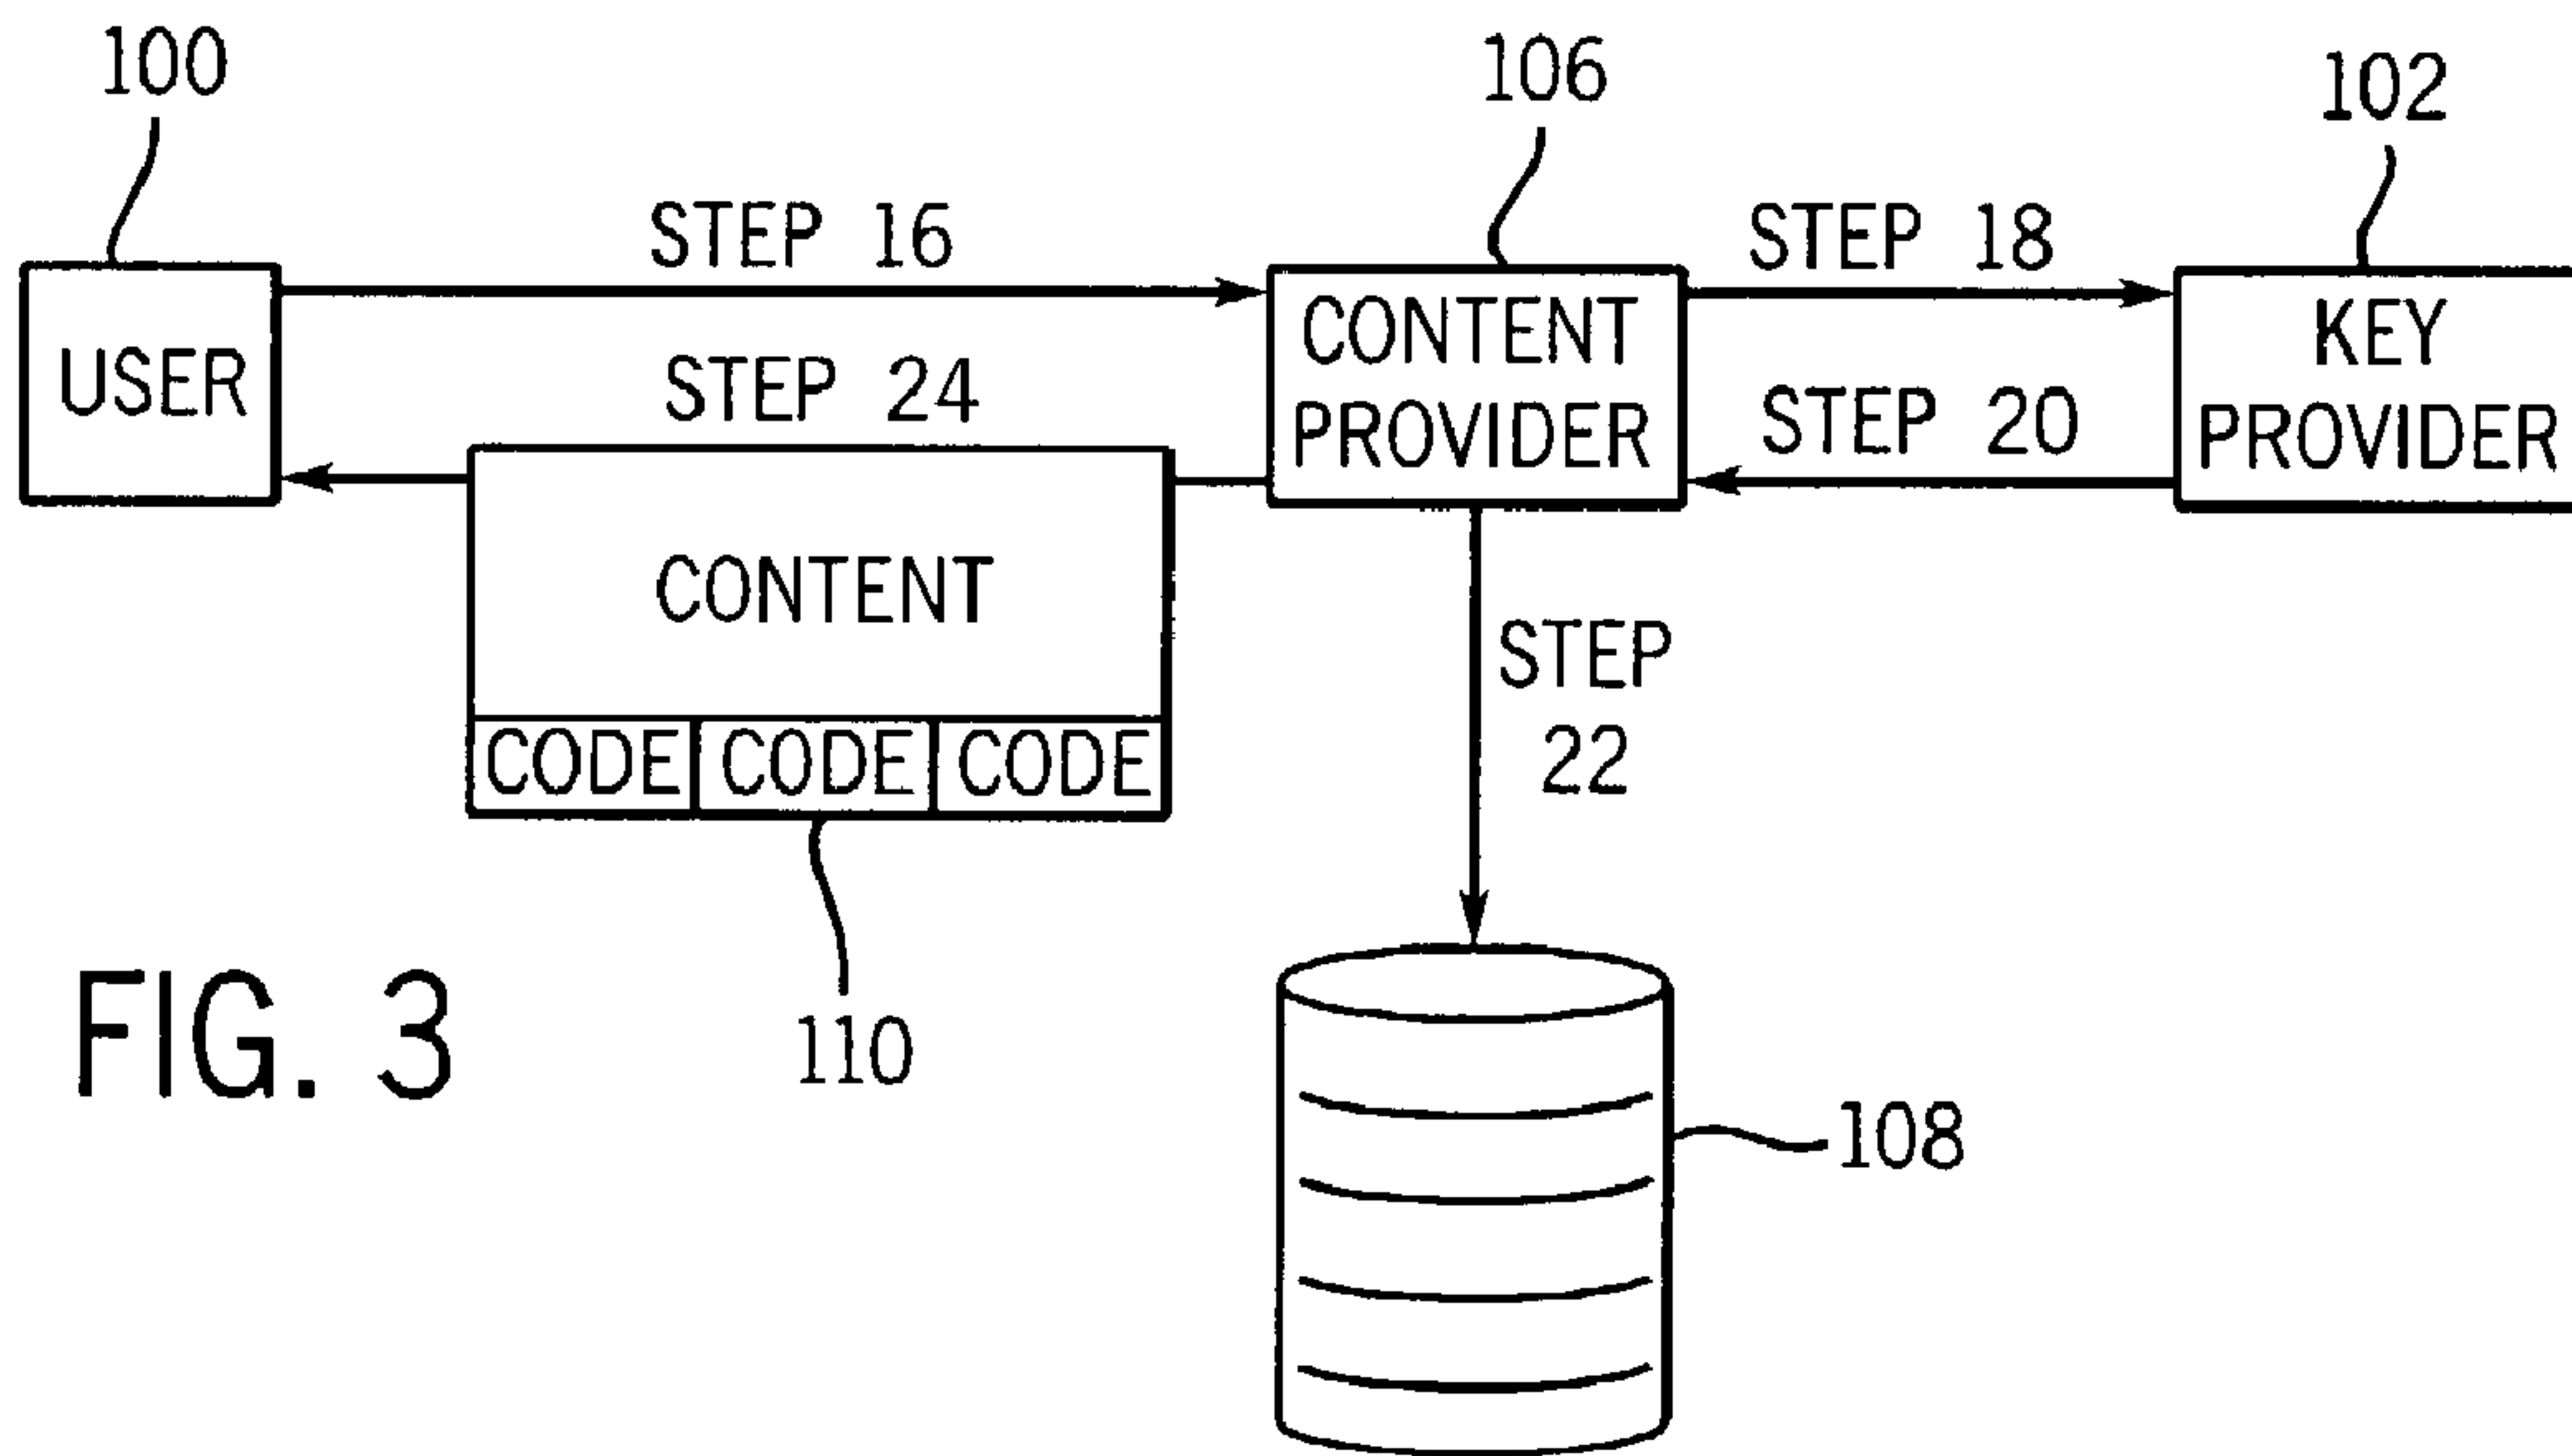 100
106
102
STEP 16
STEP 18
USER
CONTENT
PROVIDER
KEY
PROVIDER
STEP 24
STEP 20
CONTENT
CODE CODE CODE
STEP
22
110
108
FIG. 3